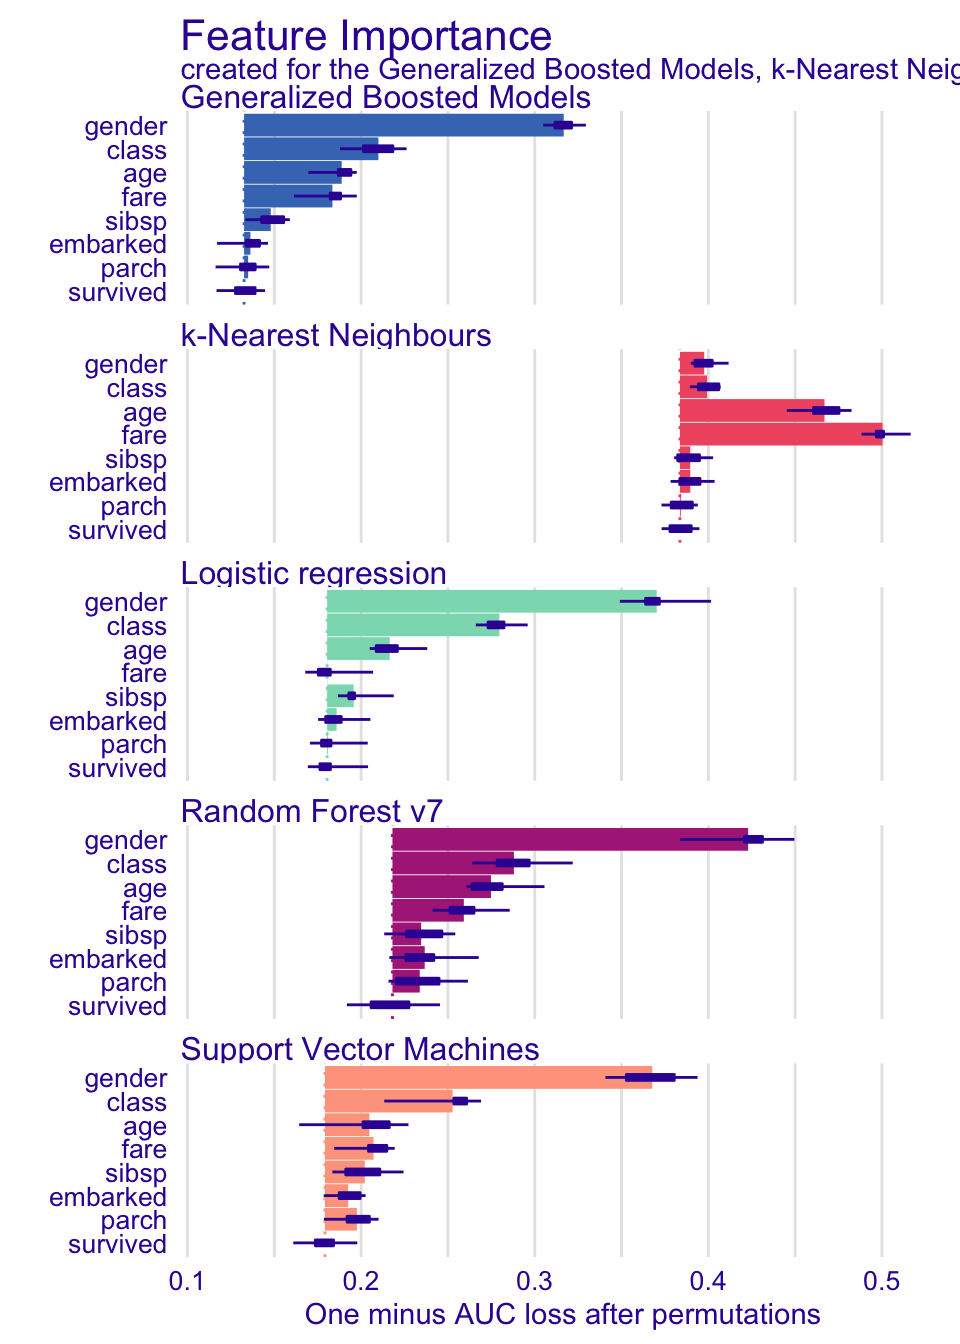 Feature Importance
created for the Generalized Boosted Models, k-Nearest Neig
Generalized Boosted Models
gender
class
age
fare
sibsp
embarked
parch
survived
k-Nearest Neighbours
gender
class
age
fare
sibsp
embarked
parch
survived
Logistic regression
gender
class
age
fare
sibsp
embarked
parch
survived
Random Forest v7
gender
class
age
fare
sibsp
embarked
parch
survived
Support Vector Machines
gender
class
age
fare
sibsp
embarked
parch
survived
0.1 0.2 0.3 0.4 0.5
One minus AUC loss after permutations